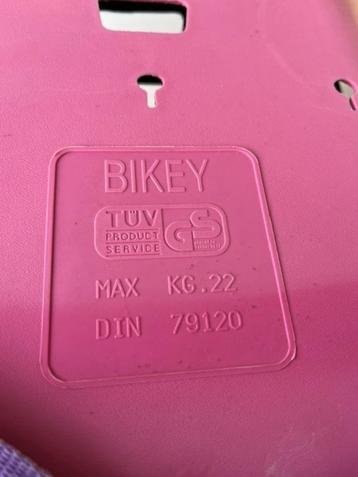 BIKEY
TÜV
PRODUCT
SERVICE
GS
MAX KG.22
DIN 79120